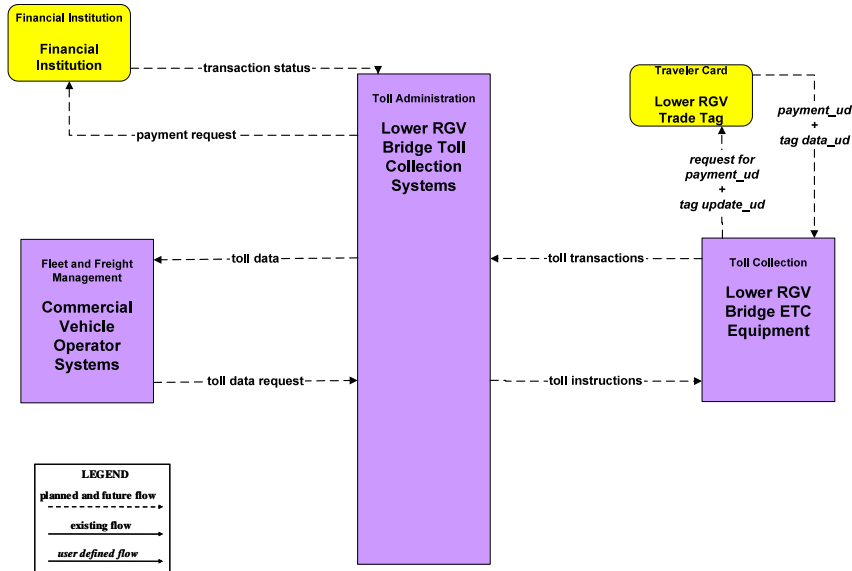 Financial Institution
Financial
Institution
transaction status
payment request
Toll Administration
Lower RGV
Bridge Toll
Collection
Systems
Traveler Card
Lower RGV
Trade Tag
payment_ud
+
tag data_ud
request for
payment_ud
+
tag update_ud
Fleet and Freight
Management
Commercial
Vehicle
Operator
Systems
toll data
toll data request
toll transactions
toll instructions
Toll Collection
Lower RGV
Bridge ETC
Equipment
LEGEND
planned and future flow
existing flow
user defined flow